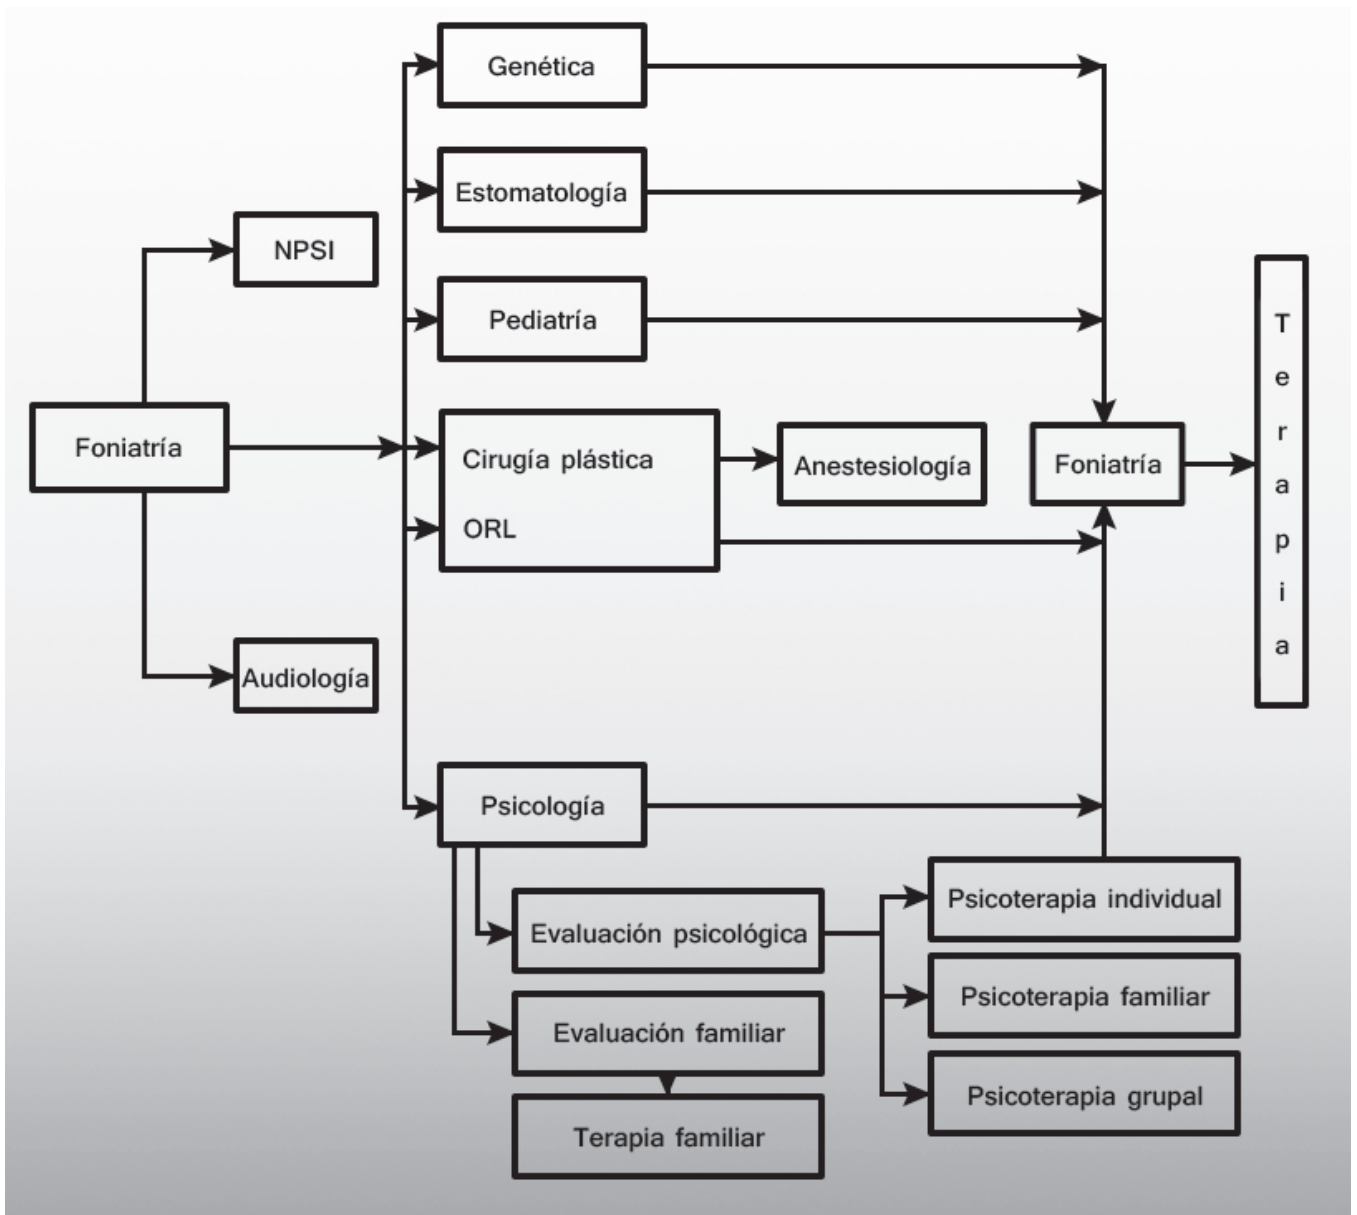 Genética
Estomatología
NPSI
Pediatría
Foniatría
Cirugía plástica
ORL
Anestesiología
Foniatría
Terapia
Audiología
Psicología
Evaluación psicológica
Psicoterapia individual
Evaluación familiar
Psicoterapia familiar
Terapia familiar
Psicoterapia grupal